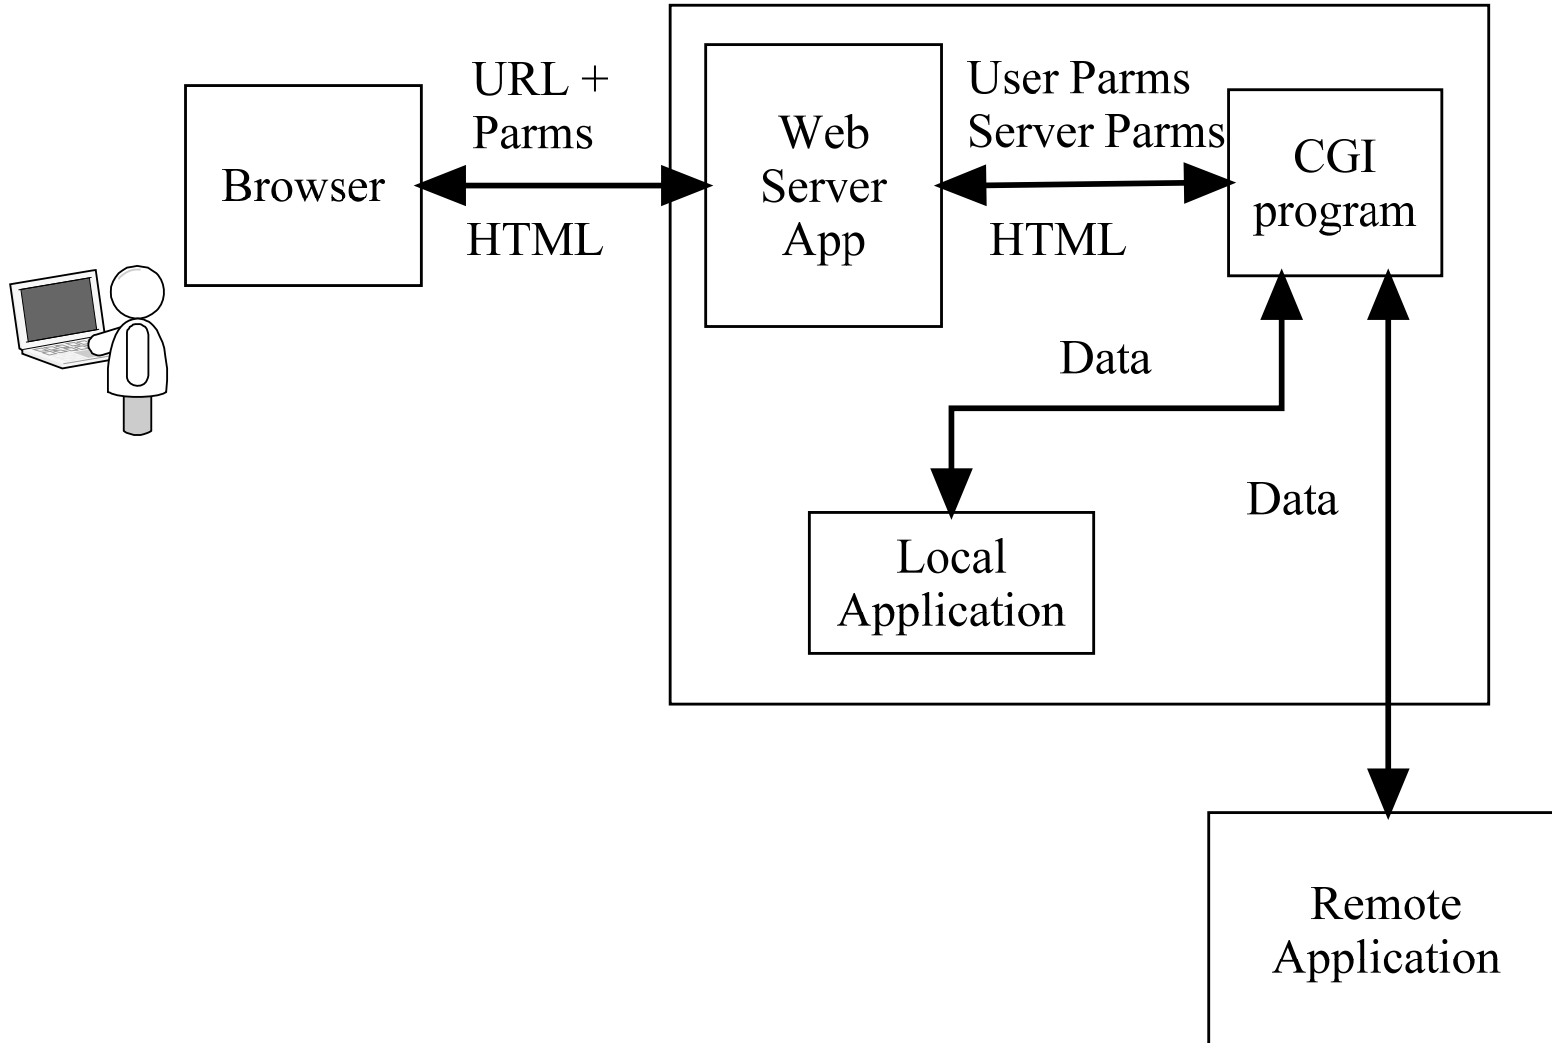 URL +
Parms
User Parms
Server Parms
Browser
Web
Server
App
CGI
program
HTML
HTML
Data
Data
Local
Application
Remote
Application